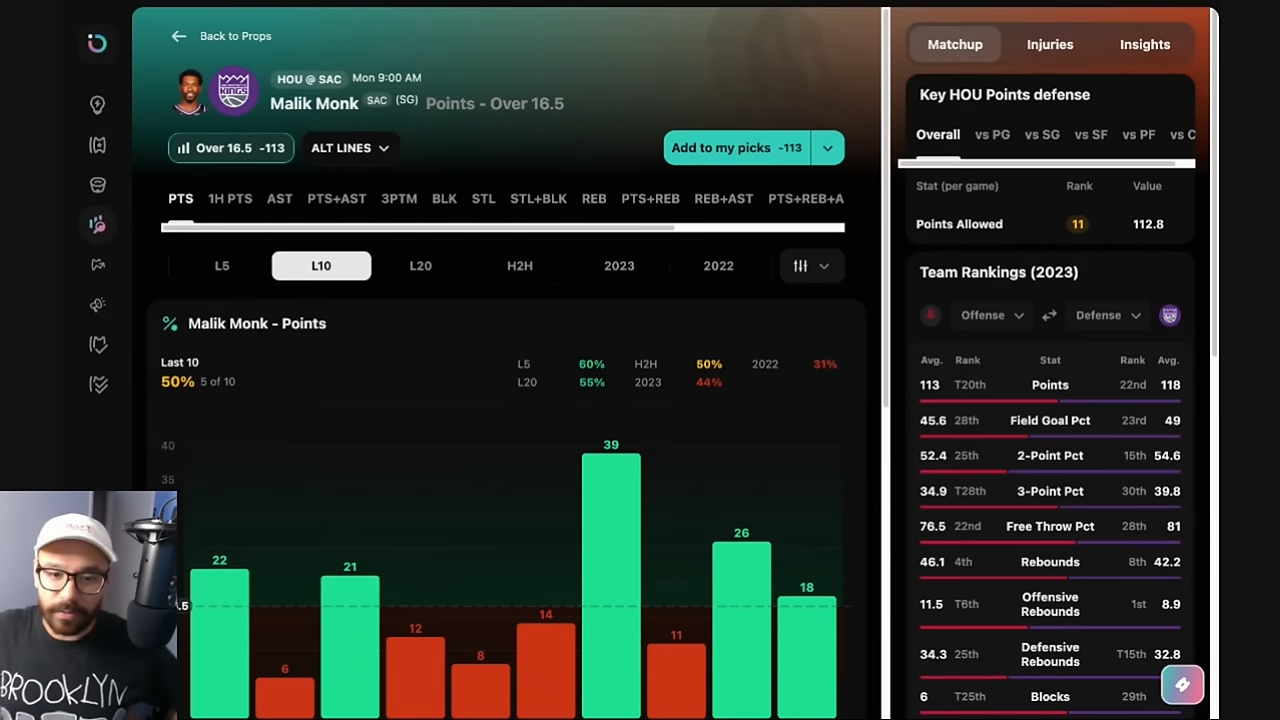 Back to Props
HOU @ SAC Mon 9:00 AM
Malik Monk SAC (SG) Points - Over 16.5
Over 16.5 -113 ALT LINES
Add to my picks -113
PTS 1H PTS AST PTS+AST 3PTM BLK STL STL+BLK REB PTS+REB REB+AST PTS+REB+A
L5 L10 L20 H2H 2023 2022
Malik Monk - Points
Last 10
50% 5 of 10
L5 60% H2H 50% 2022 31%
L20 55% 2023 44%
40
35
.5
22
6
21
12
8
14
39
11
26
18
Matchup Injuries Insights
Key HOU Points defense
Overall vs PG vs SG vs SF vs PF vs C
Stat (per game) Rank Value
Points Allowed 11 112.8
Team Rankings (2023)
Offense Defense
Avg. Rank Stat Rank Avg.
113 T20th Points 22nd 118
45.6 28th Field Goal Pct 23rd 49
52.4 25th 2-Point Pct 15th 54.6
34.9 T28th 3-Point Pct 30th 39.8
76.5 22nd Free Throw Pct 28th 81
46.1 4th Rebounds 8th 42.2
11.5 T6th Offensive Rebounds 1st 8.9
34.3 25th Defensive Rebounds T15th 32.8
6 T25th Blocks 29th
BROOKLYN